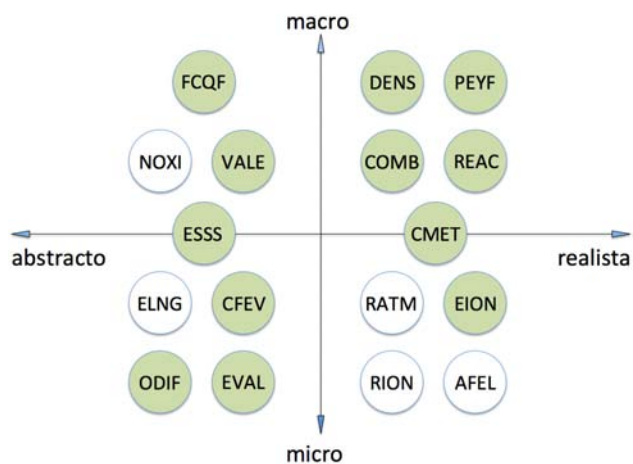 macro
FCQF DENS PEYF
NOXI VALE COMB REAC
ESSS CMET
abstracto realista
ELNG CFEV RATM EION
ODIF EVAL RION AFEL
micro